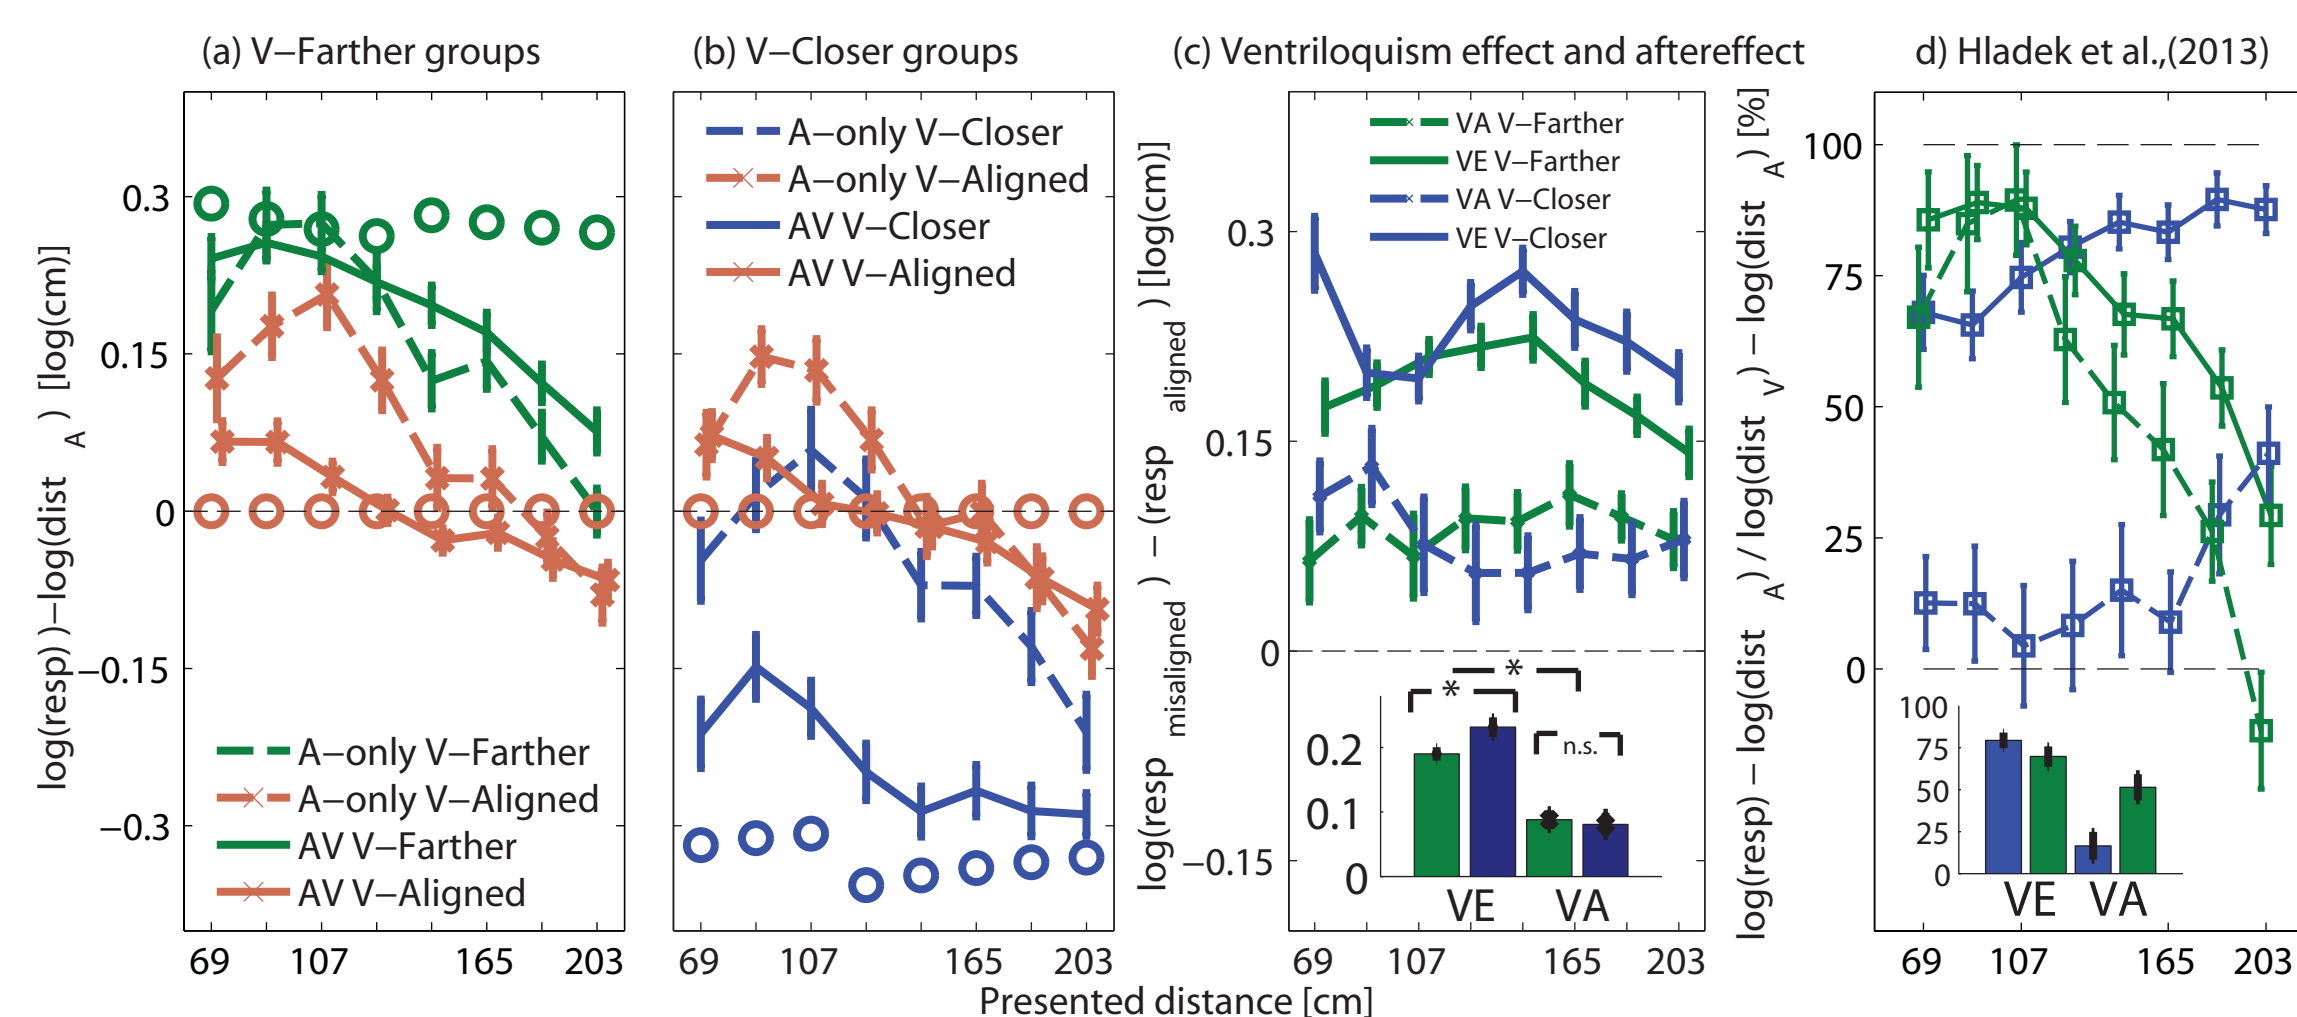 (a) V−Farther groups
log(resp))−log(dist A) [log(cm)]
0.3
0.15
0
−0.15
−0.3
A−only V−Farther
A−only V−Aligned
AV V−Farther
AV V−Aligned
69 107 165 203
(b) V−Closer groups
A−only V−Closer
A−only V−Aligned
AV V−Closer
AV V−Aligned
69 107 165 203
Presented distance [cm]
(c) Ventriloquism effect and aftereffect
log(resp misaligned) − (resp aligned) [log(cm)]
VA V−Farther
VE V−Farther
VA V−Closer
VE V−Closer
0.3
0.15
0
−0.15
* 
*
n.s.
0.2
0.1
0
VE VA
69 107 165 203
d) Hladek et al.,(2013)
log(resp) − log(dist A) / log(dist V) − log(dist A) [%]
100
75
50
25
0
100
75
50
25
0
VE VA
69 107 165 203